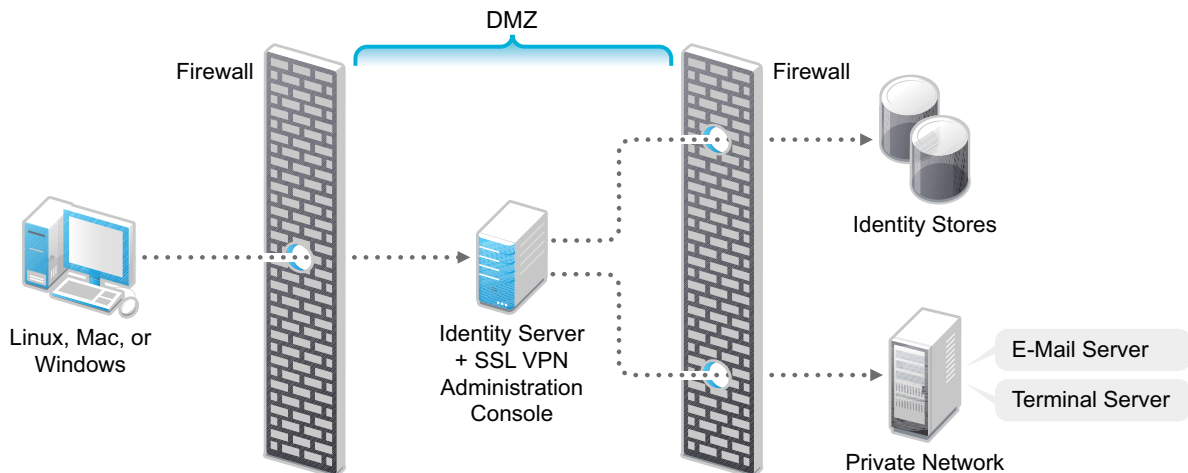 DMZ
Firewall
Firewall
Identity Stores
Linux, Mac, or
Windows
Identity Server
+ SSL VPN
Administration
Console
E-Mail Server
Terminal Server
Private Network